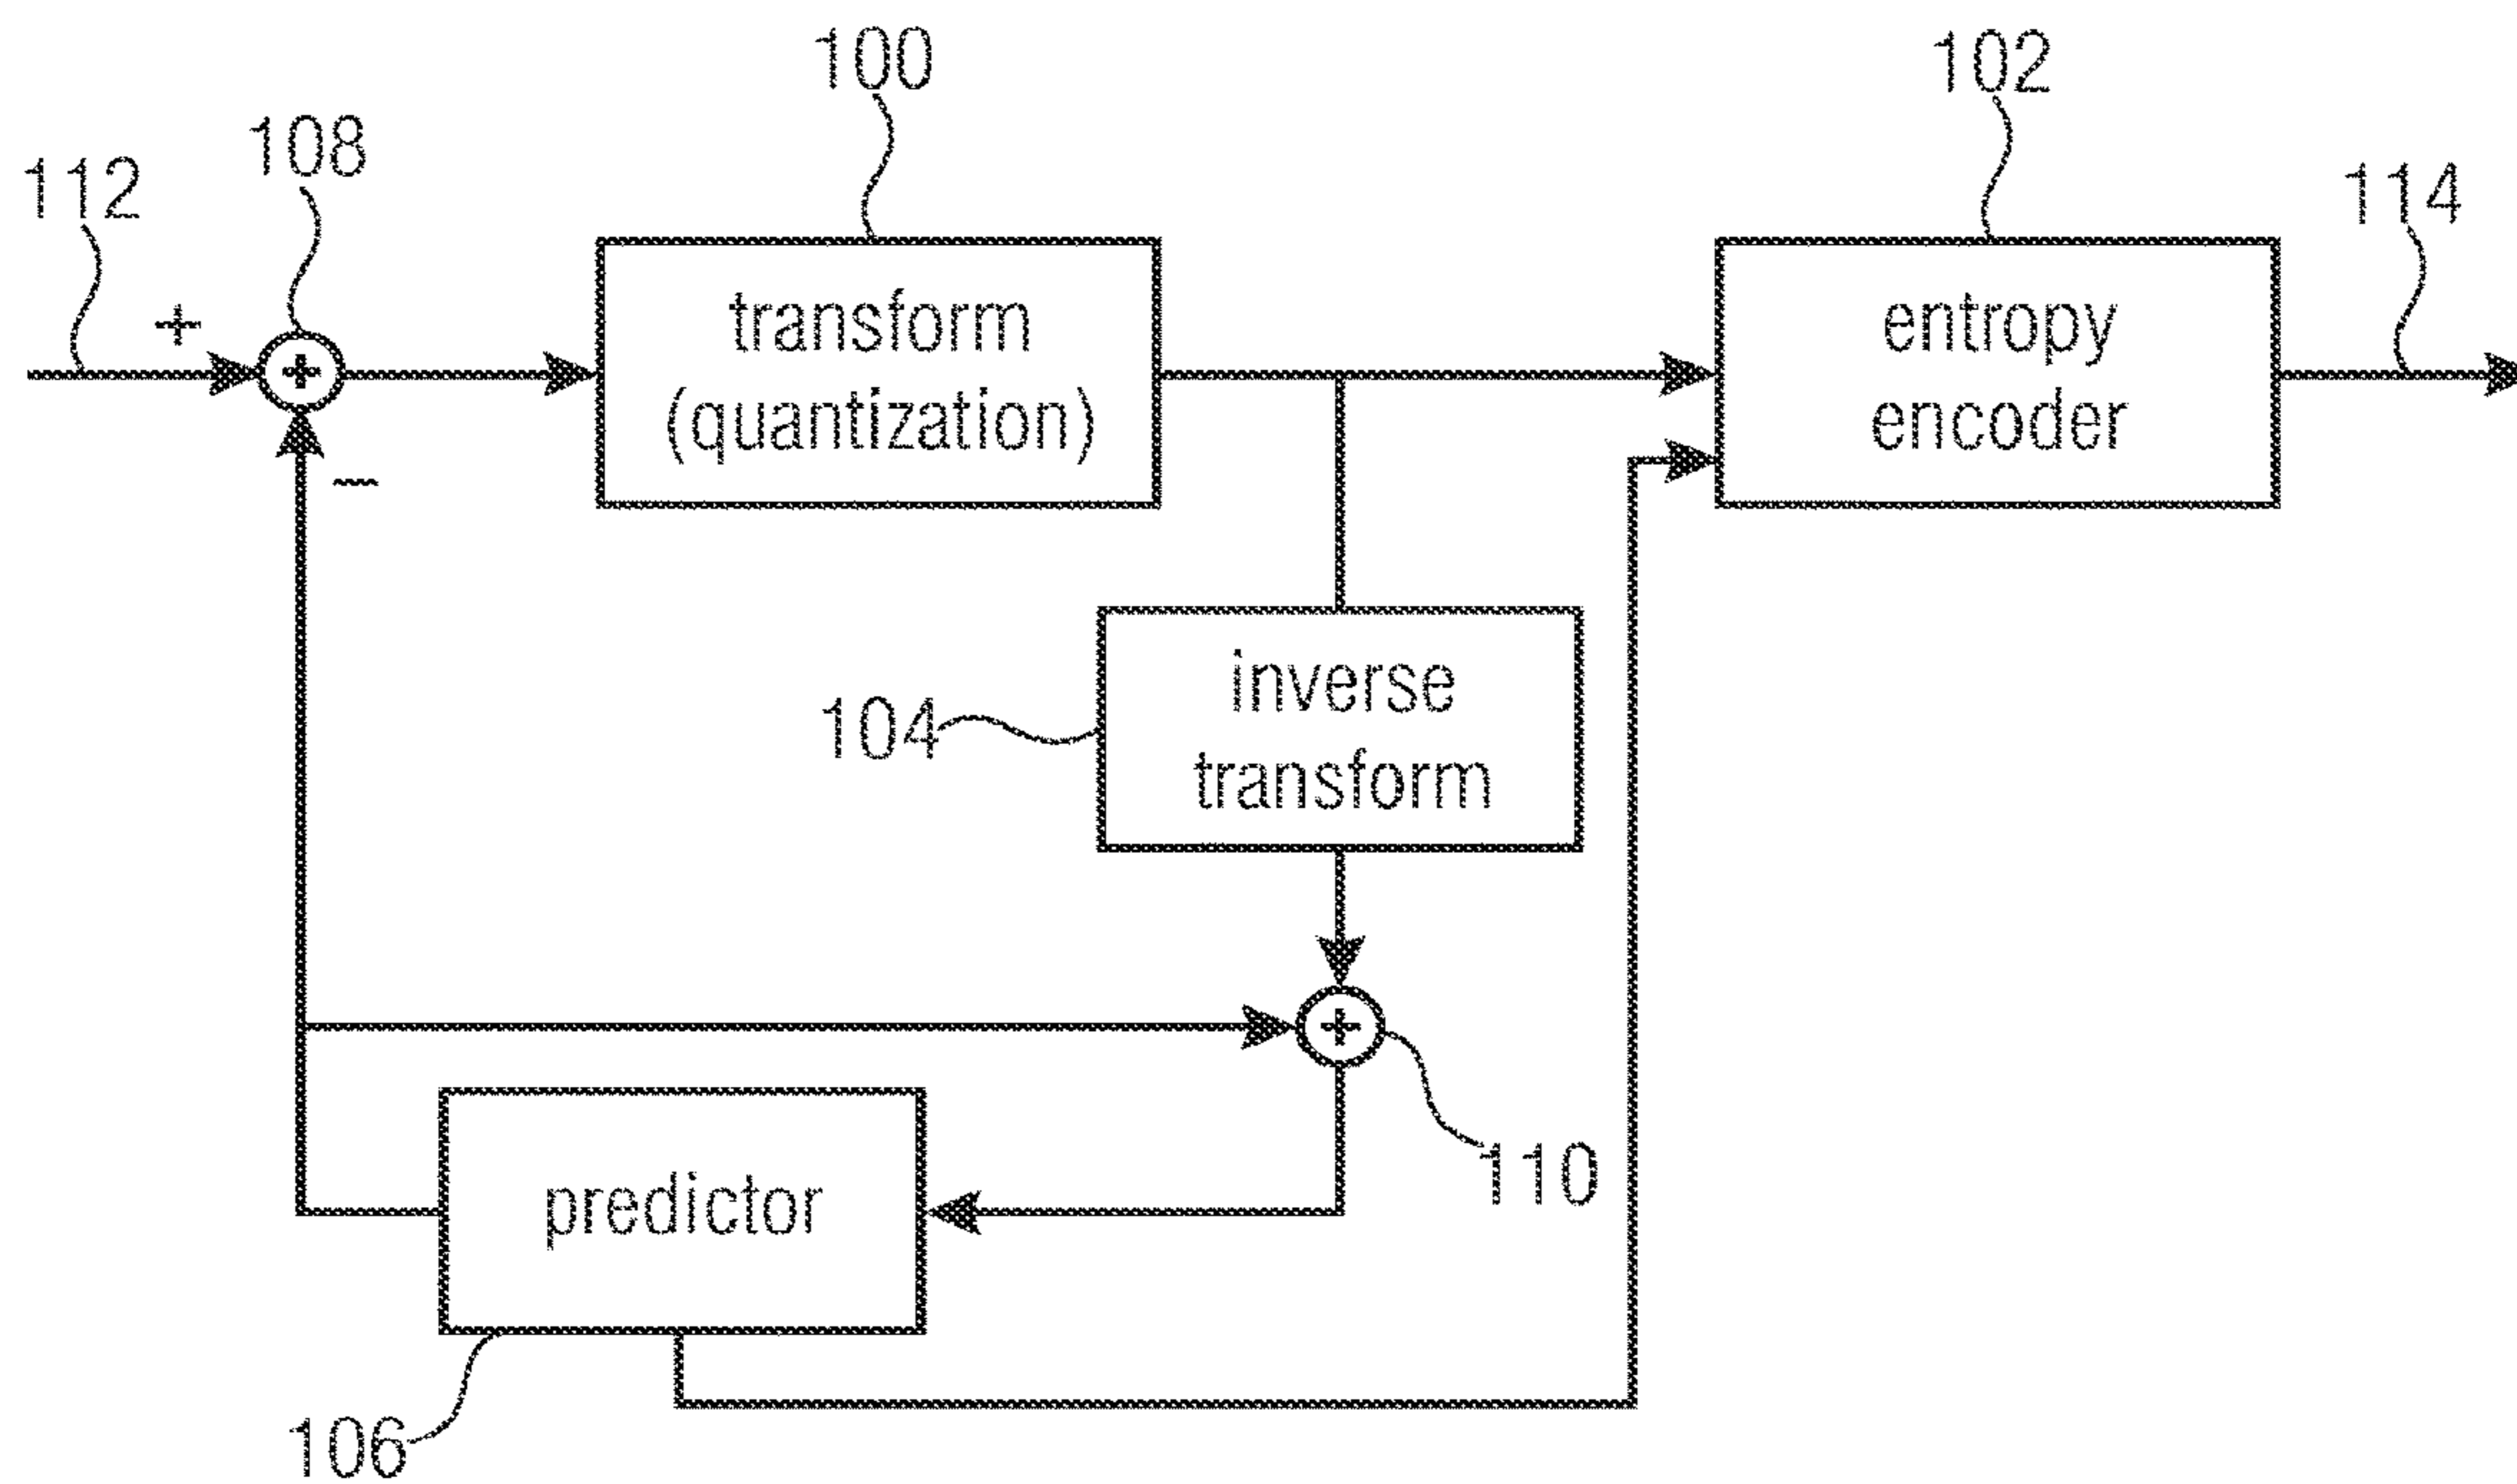 100
102
108
112
114
+
transform
(quantization)
entropy
encoder
+
−
inverse
transform
104
+
110
predictor
106